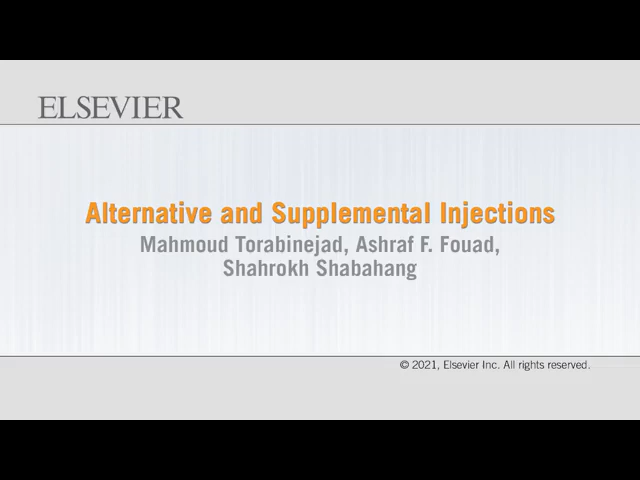 ELSEVIER
Alternative and Supplemental Injections
Mahmoud Torabinejad, Ashraf F. Fouad,
Shahrokh Shabahang
© 2021, Elsevier Inc. All rights reserved.